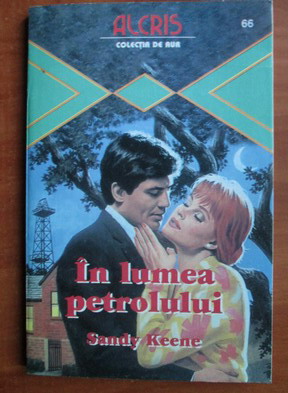 ALCRIS
COLECȚIA DE AUR
66
În lumea
petrolului
Sandy Keene